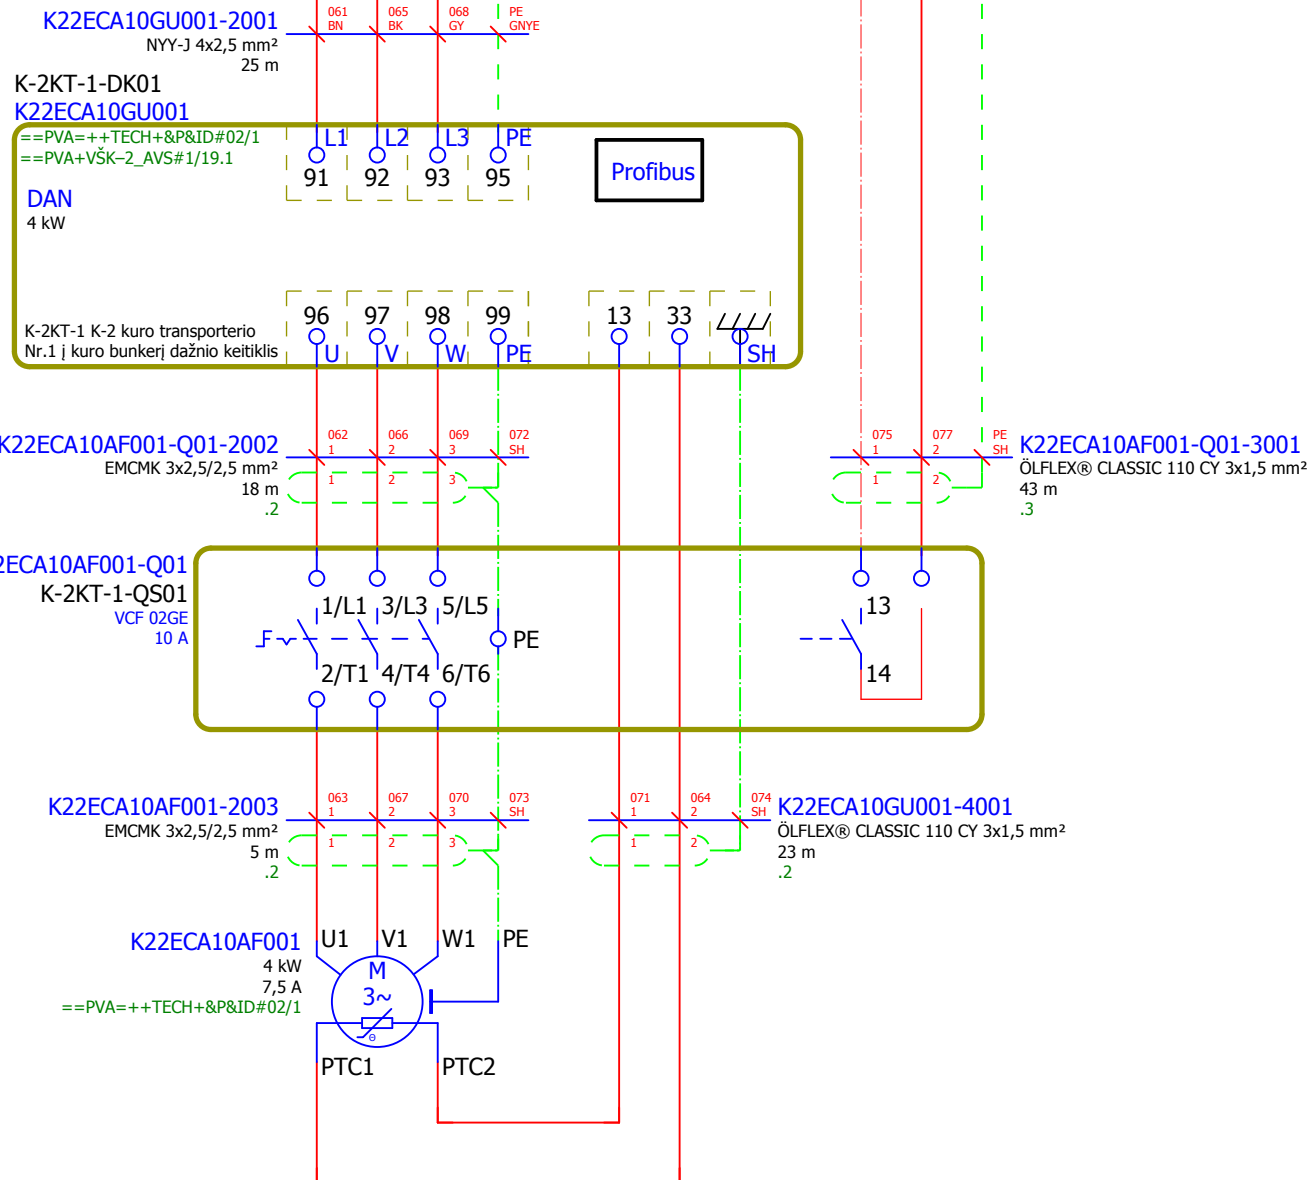 K22ECA10GU001-2001
NYY-J 4x2,5 mm²
25 m
061 065 068 PE
BN BK GY GNYE
K-2KT-1-DK01
K22ECA10GU001
==PVA=++TECH+&P&ID#02/1
==PVA+VŠK–2_AVS#1/19.1
DAN
4 kW
L1 L2 L3 PE
91 92 93 95
Profibus
96 97 98 99 13 33
U V W PE SH
K-2KT-1 K-2 kuro transporterio
Nr.1 į kuro bunkerį dažnio keitiklis
K22ECA10AF001-Q01-2002
EMCMK 3x2,5/2,5 mm²
18 m
.2
062 066 069 072
1 2 3 SH
1 2 3
075 077 PE
1 2 SH
1 2
K22ECA10AF001-Q01-3001
ÖLFLEX® CLASSIC 110 CY 3x1,5 mm²
43 m
.3
2ECA10AF001-Q01
K-2KT-1-QS01
VCF 02GE
10 A
1/L1 3/L3 5/L5
PE
2/T1 4/T4 6/T6
13
14
K22ECA10AF001-2003
EMCMK 3x2,5/2,5 mm²
5 m
.2
063 067 070 073
1 2 3 SH
1 2 3
071 064 074
1 2 SH
1 2
K22ECA10GU001-4001
ÖLFLEX® CLASSIC 110 CY 3x1,5 mm²
23 m
.2
K22ECA10AF001
4 kW
7,5 A
==PVA=++TECH+&P&ID#02/1
U1 V1 W1 PE
M
3~
Θ
PTC1 PTC2